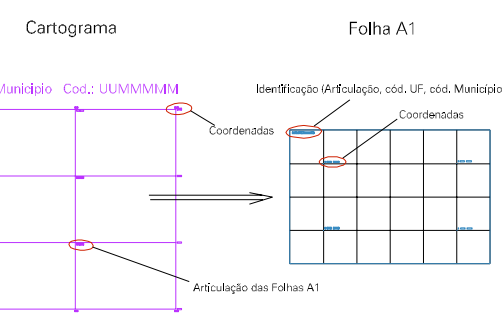 Cartograma
Folha A1
Município Cod.: UUMMMMM
Identificação (Articulação, cód. UF, cód. Município
Coordenadas
Coordenadas
Articulação das Folhas A1